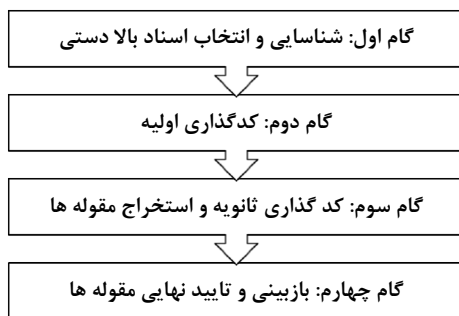 گام اول: شناسایی و انتخاب اسناد بالا دستی
گام دوم: کدگذاری اولیه
گام سوم: کد گذاری ثانویه و استخراج مقوله ها
گام چهارم: بازبینی و تایید نهایی مقوله ها